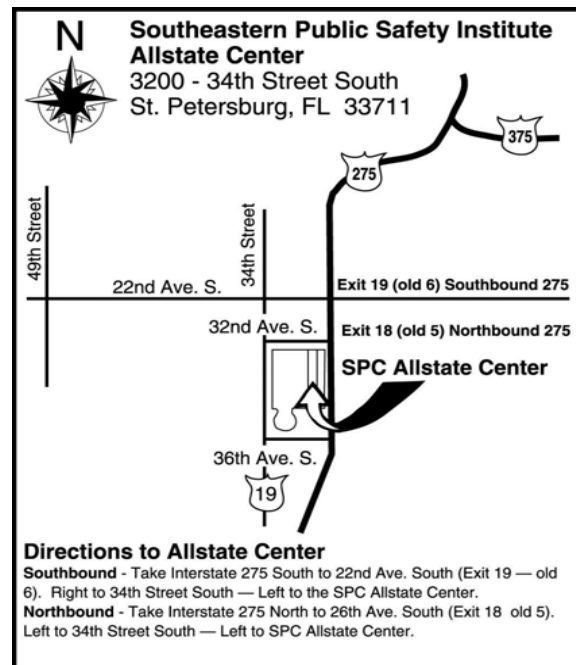 N
Southeastern Public Safety Institute
Allstate Center
3200 - 34th Street South
St. Petersburg, FL 33711
375
275
49th Street
34th Street
22nd Ave. S.
Exit 19 (old 6) Southbound 275
32nd Ave. S.
Exit 18 (old 5) Northbound 275
SPC Allstate Center
36th Ave. S.
19
Directions to Allstate Center
Southbound - Take Interstate 275 South to 22nd Ave. South (Exit 19 — old
6). Right to 34th Street South — Left to the SPC Allstate Center.
Northbound - Take Interstate 275 North to 26th Ave. South (Exit 18 old 5).
Left to 34th Street South — Left to SPC Allstate Center.